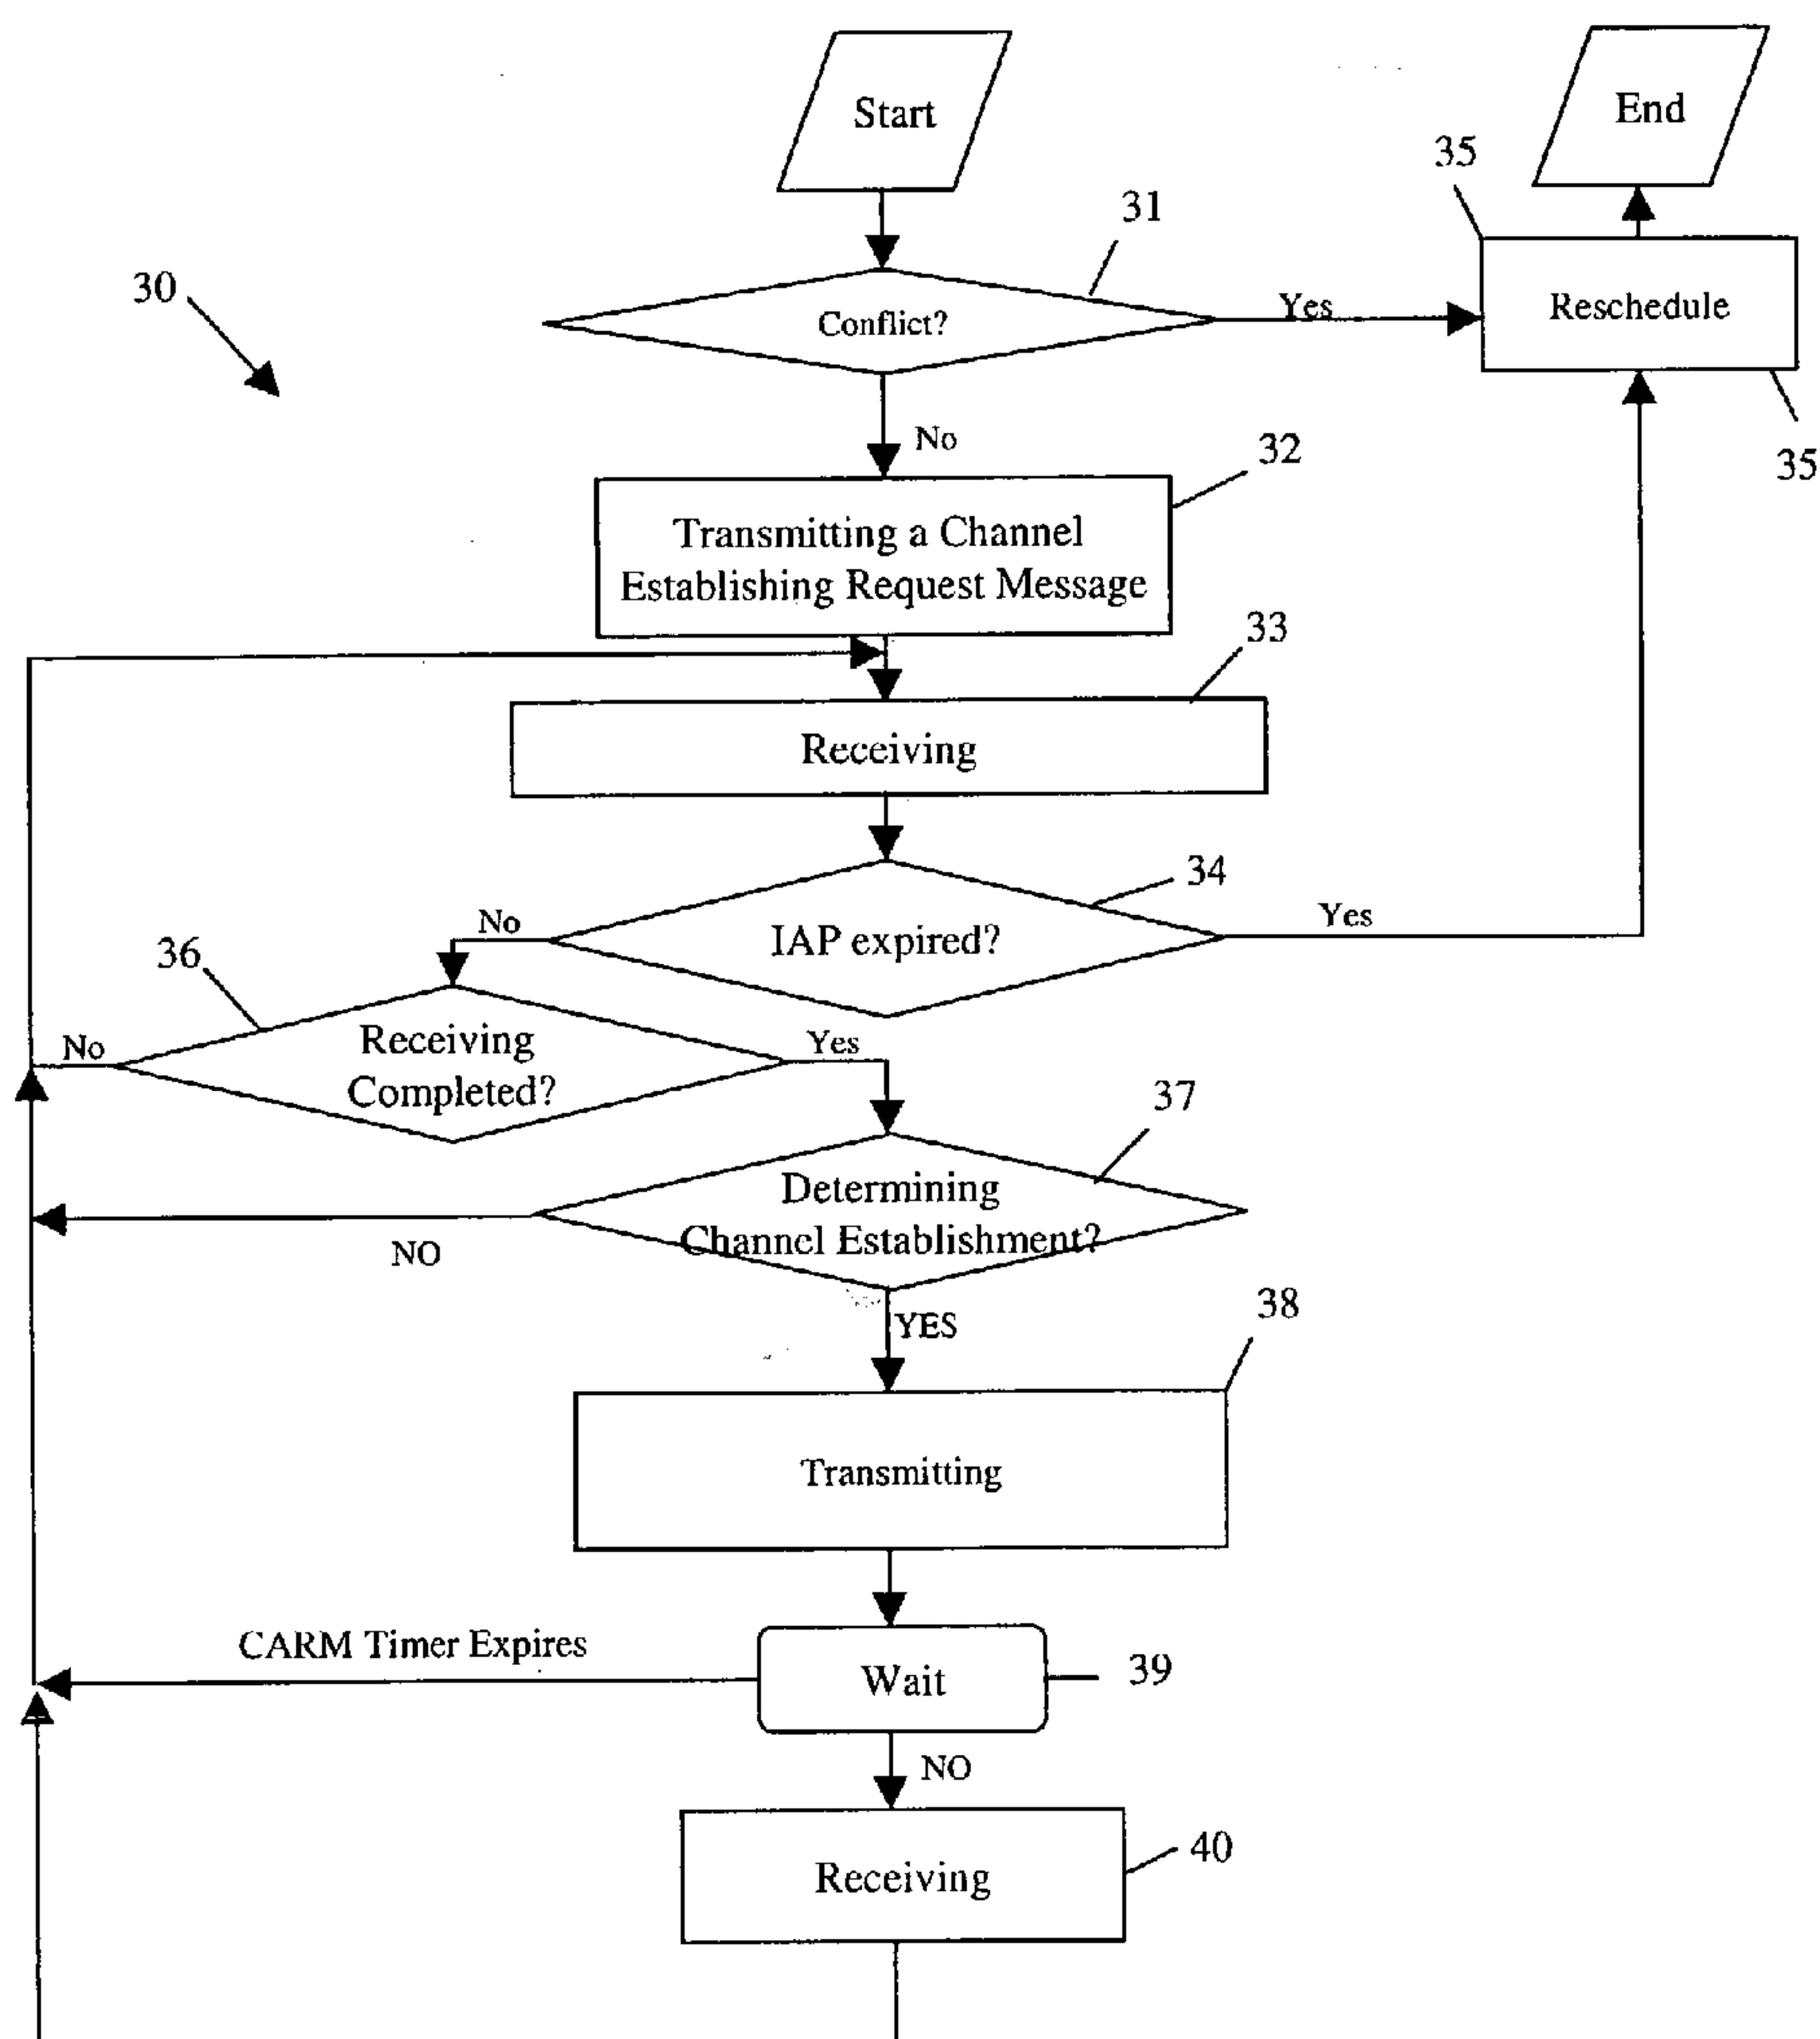 Start
End
35
31
30
Conflict?
Yes
Reschedule
No
32
35
Transmitting a Channel
Establishing Request Message
33
Receiving
34
No
IAP expired?
Yes
36
Receiving
Completed?
No
Yes
37
Determining
Channel Establishment?
NO
YES
38
Transmitting
CARM Timer Expires
Wait
39
NO
Receiving
40